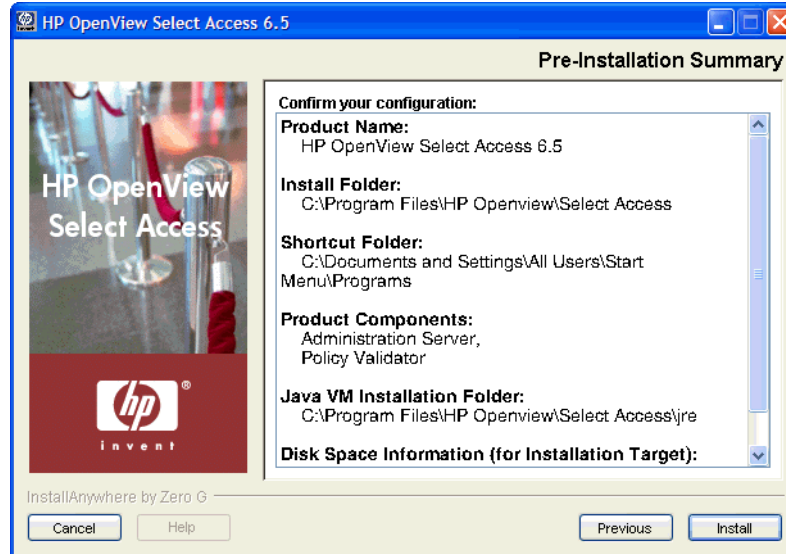 HP OpenView Select Access 6.5
Pre-Installation Summary
HP OpenView
Select Access
hp
®
invent
Confirm your configuration:
Product Name:
HP OpenView Select Access 6.5
Install Folder:
C:\Program Files\HP Openview\Select Access
Shortcut Folder:
C:\Documents and Settings\All Users\Start
Menu\Programs
Product Components:
Administration Server,
Policy Validator
Java VM Installation Folder:
C:\Program Files\HP Openview\Select Access\jre
Disk Space Information (for Installation Target):
InstallAnywhere by Zero G
Cancel
Help
Previous
Install